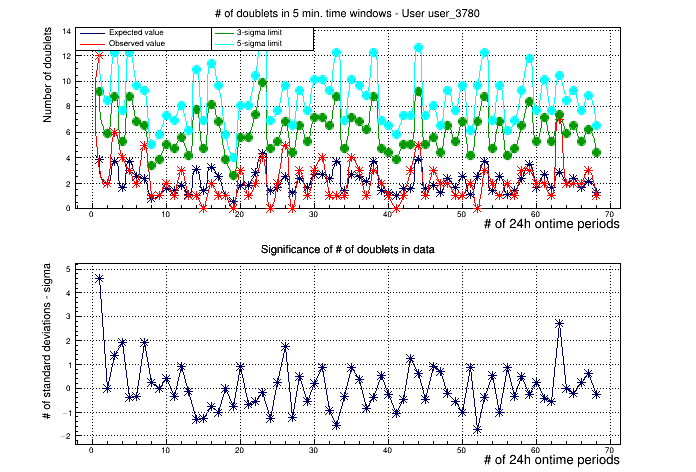 # of doublets in 5 min. time windows - User user_3780
Number of doublets
Expected value
3-sigma limit
Observed value
5-sigma limit
14
12
10
8
6
4
2
0
0 10 20 30 40 50 60 70
# of 24h ontime periods
Significance of # of doublets in data
# of standard deviations - sigma
5
4
3
2
1
0
−1
−2
0 10 20 30 40 50 60 70
# of 24h ontime periods